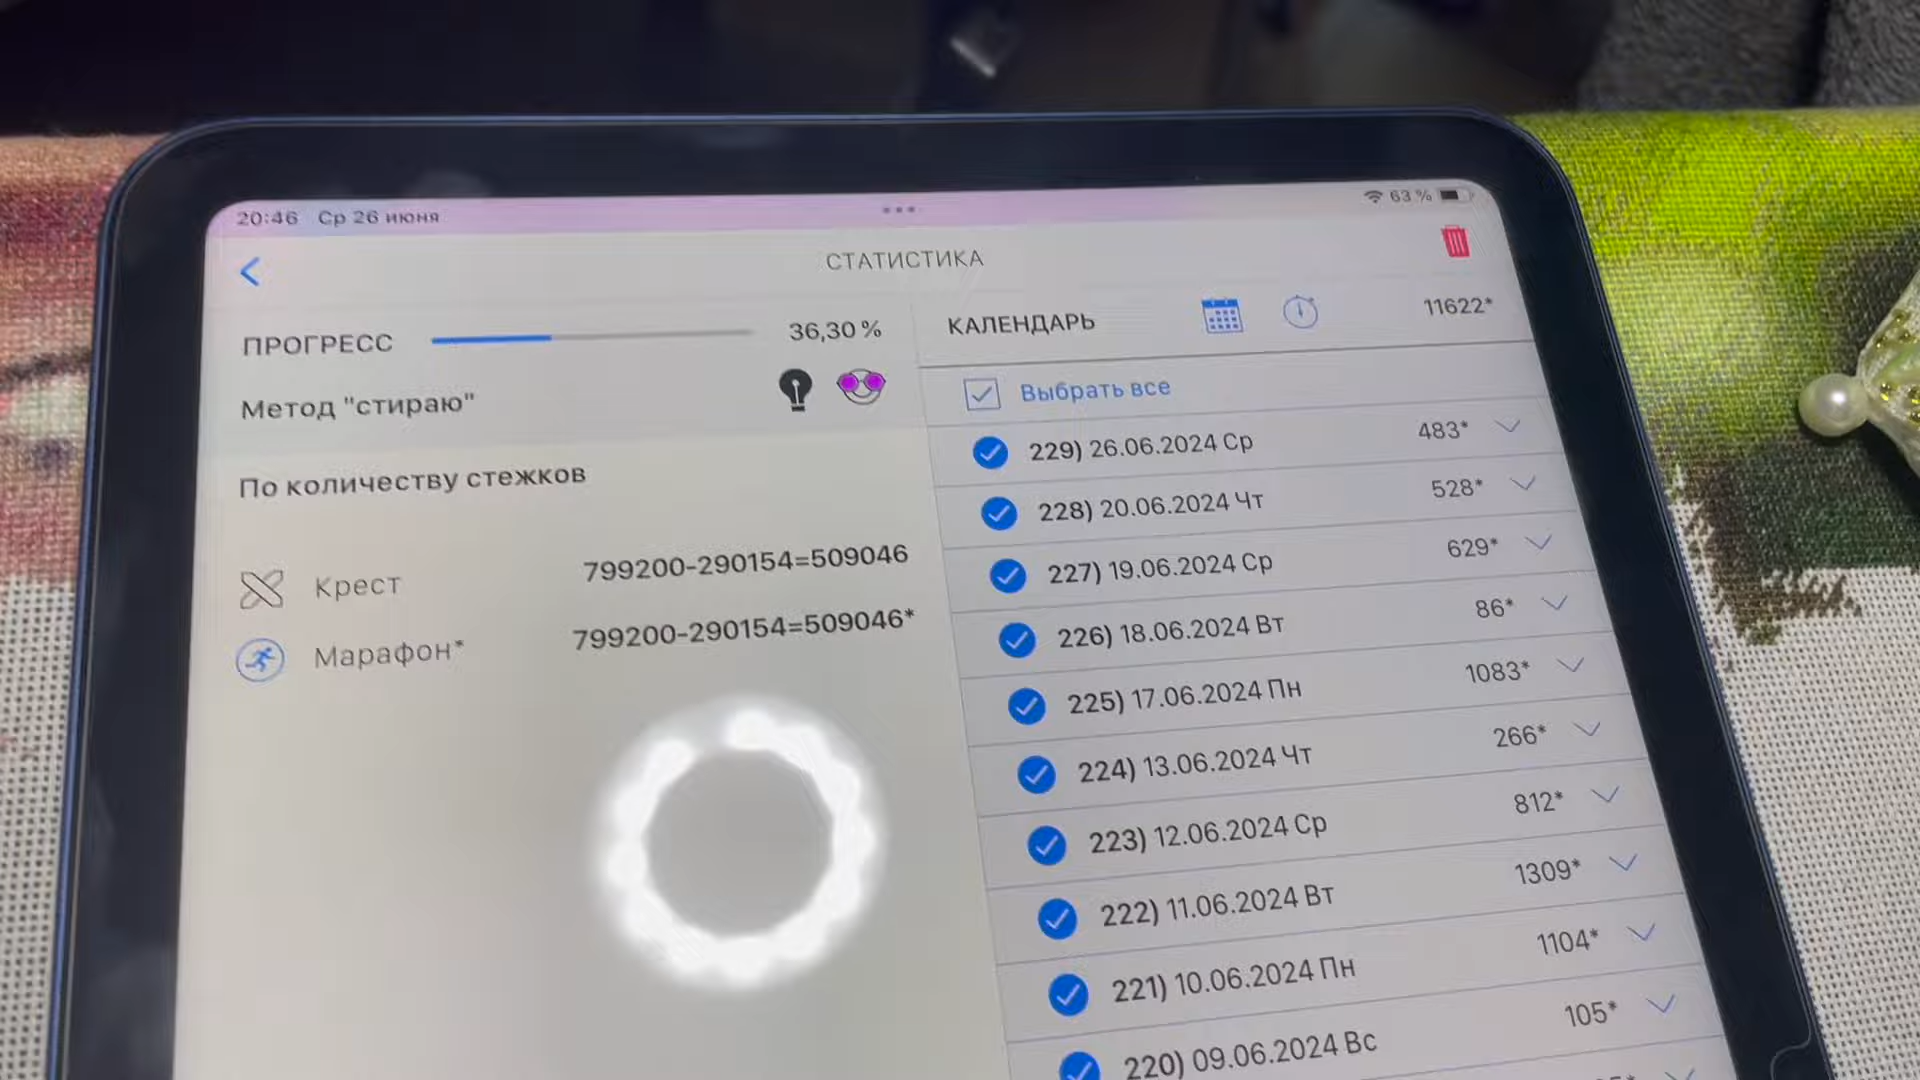 20:46 Ср 26 июня
63 %
СТАТИСТИКА
ПРОГРЕСС 36,30 %
Метод "стираю"
По количеству стежков
Крест 799200-290154=509046
Марафон* 799200-290154=509046*
КАЛЕНДАРЬ 11622*
Выбрать все
229) 26.06.2024 Ср 483*
228) 20.06.2024 Чт 528*
227) 19.06.2024 Ср 629*
226) 18.06.2024 Вт 86*
225) 17.06.2024 Пн 1083*
224) 13.06.2024 Чт 266*
223) 12.06.2024 Ср 812*
222) 11.06.2024 Вт 1309*
221) 10.06.2024 Пн 1104*
220) 09.06.2024 Вс 105*